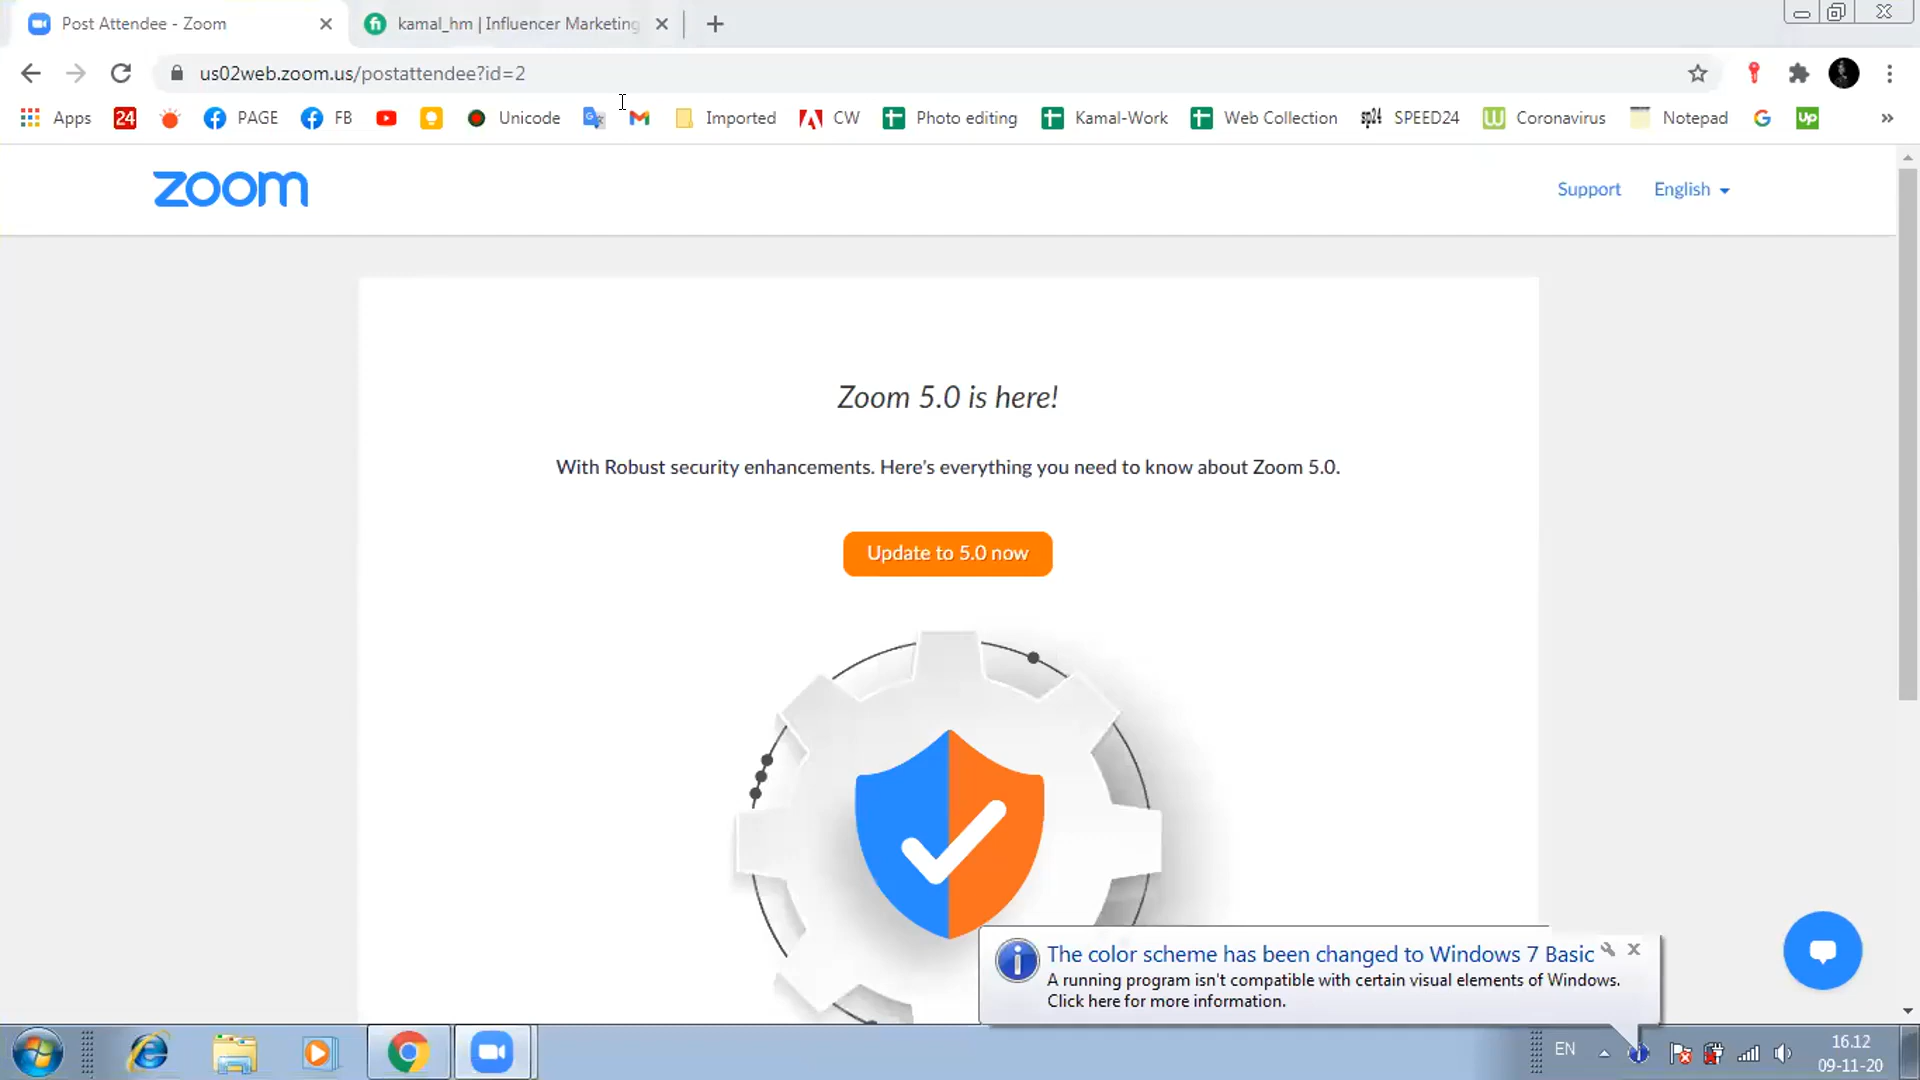 Post Attendee - Zoom
kamal_hm | Influencer Marketing
us02web.zoom.us/postattendee?id=2
Apps
24
PAGE
FB
Unicode
Imported
CW
Photo editing
Kamal-Work
Web Collection
sp24
SPEED24
Coronavirus
Notepad
Up
»
zoom
Support
English
Zoom 5.0 is here!
With Robust security enhancements. Here's everything you need to know about Zoom 5.0.
Update to 5.0 now
The color scheme has been changed to Windows 7 Basic
A running program isn't compatible with certain visual elements of Windows.
Click here for more information.
EN
16.12
09-11-20